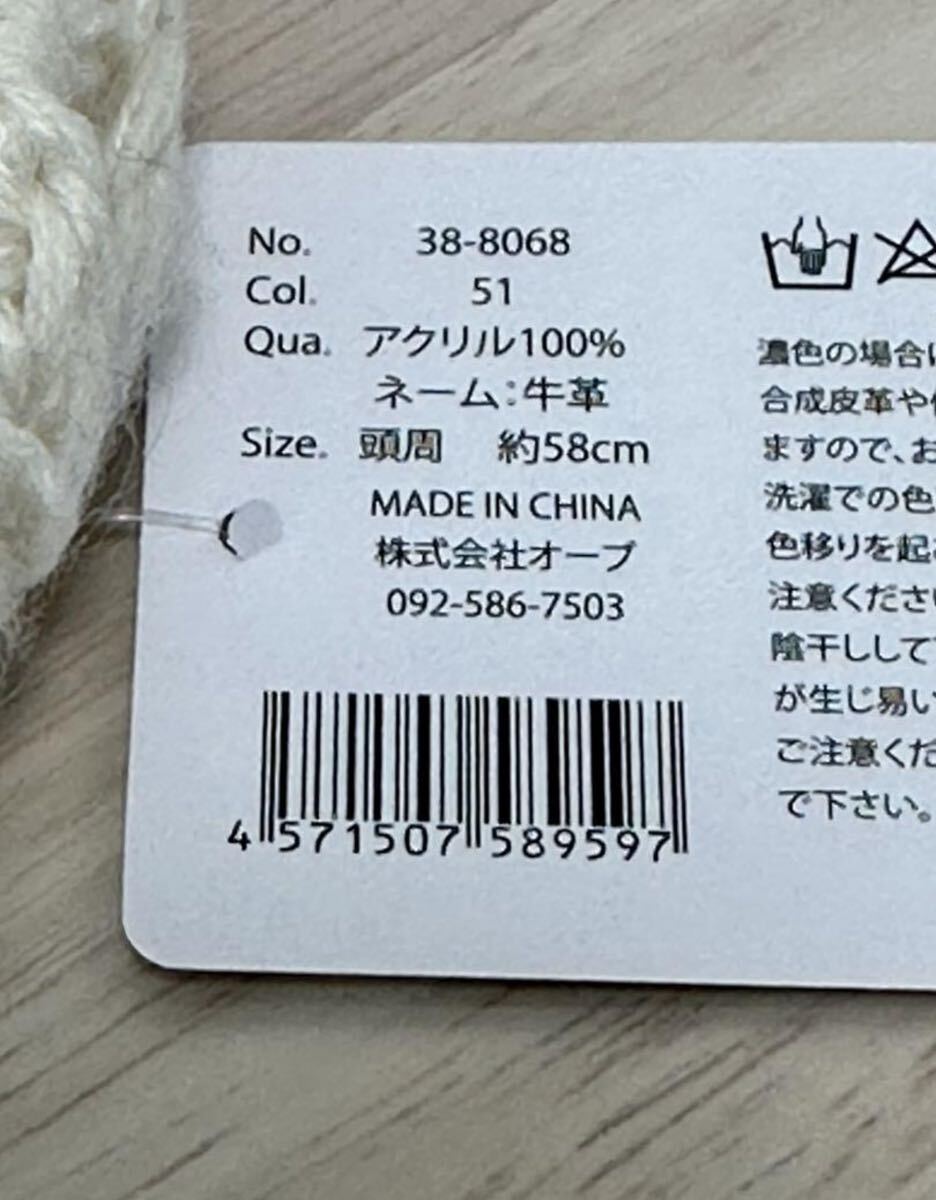 No. 38-8068
Col. 51
Qua. アクリル100%
ネーム:牛革
Size. 頭周 約58cm
MADE IN CHINA
株式会社オーブ
092-586-7503
4 571507 589597
濃色の場合
合成皮革や
ますので、お
洗濯での色
色移りを起
注意ください
陰干しして
が生じ易い
ご注意くだ
で下さい。